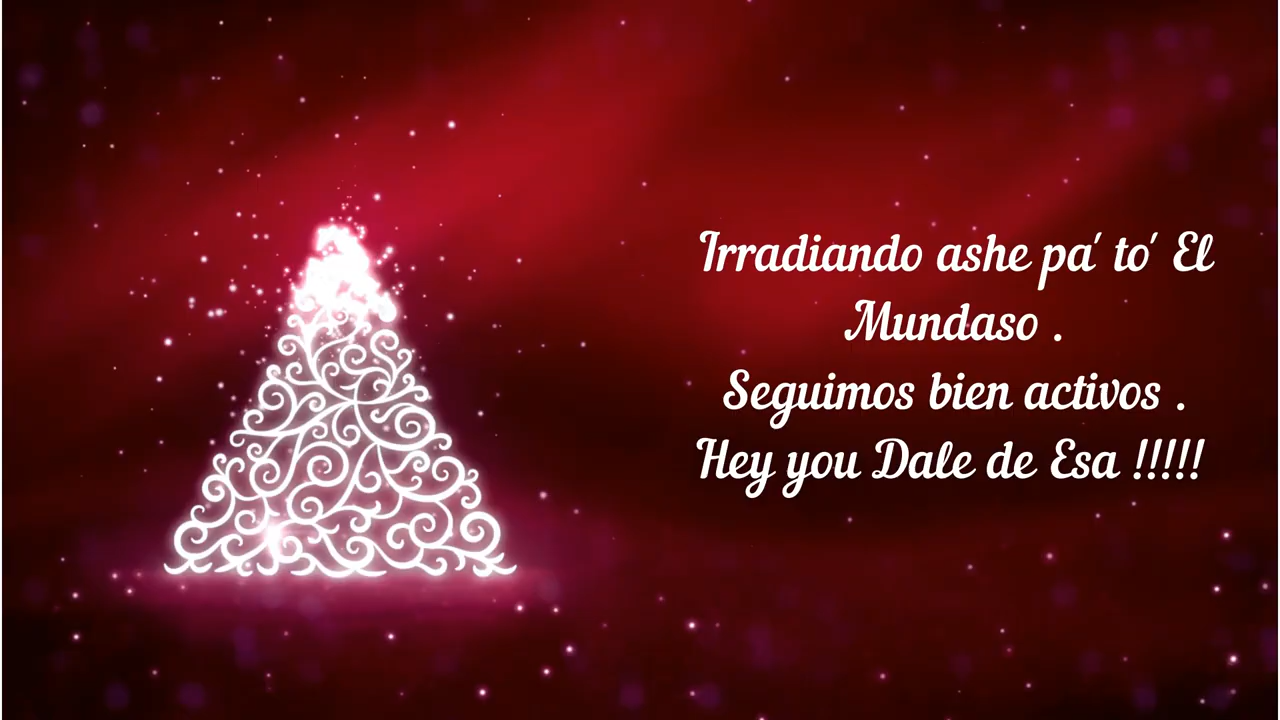 Irradiando ashe pa' to' El
Mundaso .
Seguimos bien activos .
Hey you Dale de Esa !!!!!